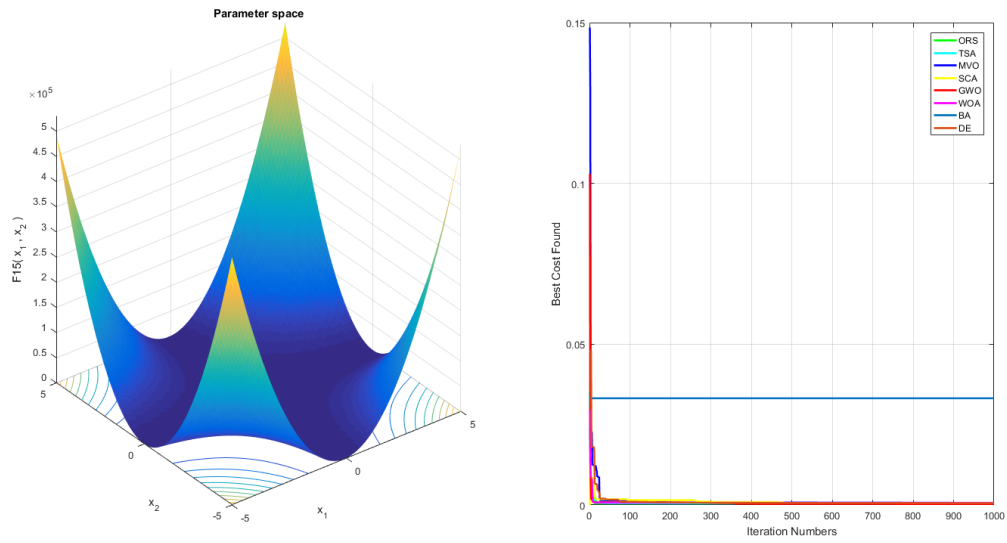 Parameter space
× 10⁵
5
4.5
4
3.5
3
2.5
2
1.5
1
0.5
0
F15( x₁ , x₂ )
5
0
-5
x₂
-5
0
5
x₁
0.15
0.1
0.05
0
Best Cost Found
0 100 200 300 400 500 600 700 800 900 1000
Iteration Numbers
ORS
TSA
MVO
SCA
GWO
WOA
BA
DE